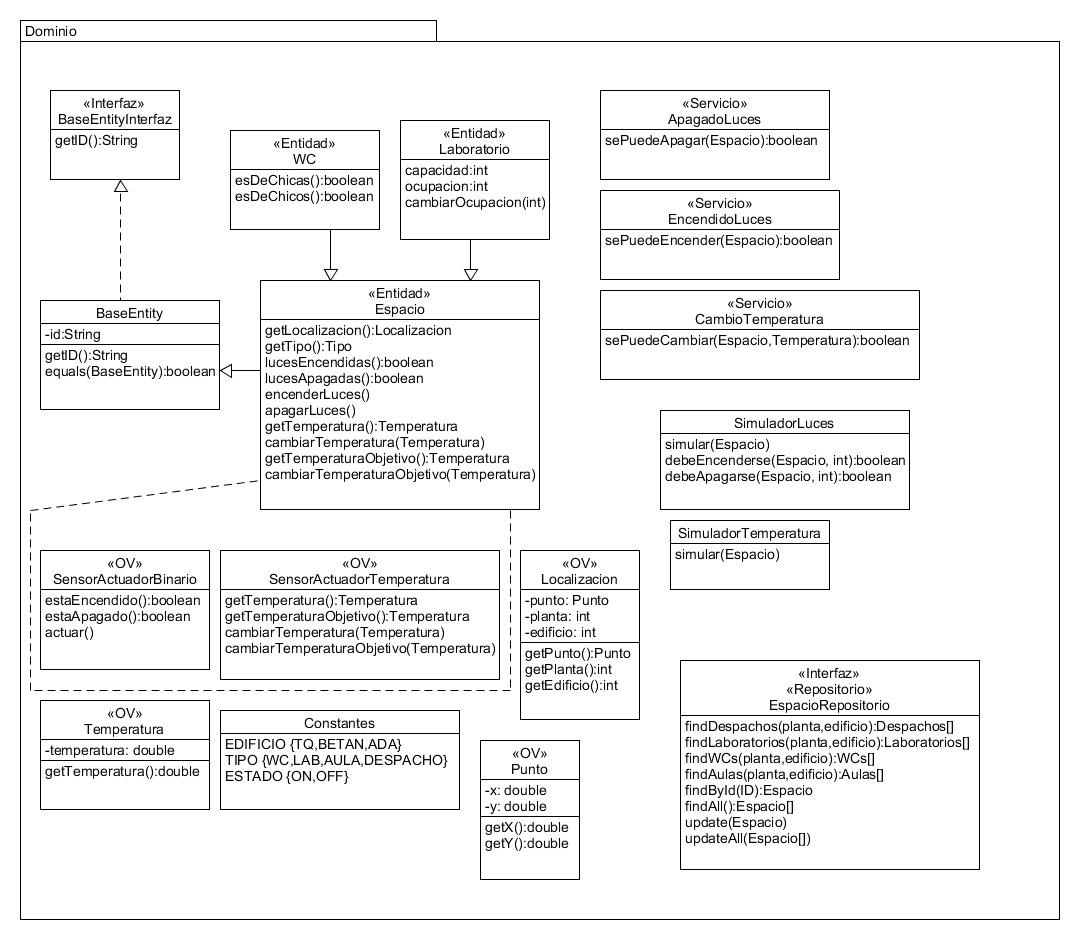 Dominio
«Interfaz»
BaseEntityInterfaz
getID():String
«Entidad»
WC
esDeChicas():boolean
esDeChicos():boolean
«Entidad»
Laboratorio
capacidad:int
ocupacion:int
cambiarOcupacion(int)
«Servicio»
ApagadoLuces
sePuedeApagar(Espacio):boolean
«Servicio»
EncendidoLuces
sePuedeEncender(Espacio):boolean
«Servicio»
CambioTemperatura
sePuedeCambiar(Espacio,Temperatura):boolean
BaseEntity
-id:String
getID():String
equals(BaseEntity):boolean
«Entidad»
Espacio
getLocalizacion():Localizacion
getTipo():Tipo
lucesEncendidas():boolean
lucesApagadas():boolean
encenderLuces()
apagarLuces()
getTemperatura():Temperatura
cambiarTemperatura(Temperatura)
getTemperaturaObjetivo():Temperatura
cambiarTemperaturaObjetivo(Temperatura)
SimuladorLuces
simular(Espacio)
debeEncenderse(Espacio, int):boolean
debeApagarse(Espacio, int):boolean
SimuladorTemperatura
simular(Espacio)
«OV»
SensorActuadorBinario
estaEncendido():boolean
estaApagado():boolean
actuar()
«OV»
SensorActuadorTemperatura
getTemperatura():Temperatura
getTemperaturaObjetivo():Temperatura
cambiarTemperatura(Temperatura)
cambiarTemperaturaObjetivo(Temperatura)
«OV»
Localizacion
-punto: Punto
-planta: int
-edificio: int
getPunto():Punto
getPlanta():int
getEdificio():int
«OV»
Temperatura
-temperatura: double
getTemperatura():double
Constantes
EDIFICIO {TQ,BETAN,ADA}
TIPO {WC,LAB,AULA,DESPACHO}
ESTADO {ON,OFF}
«OV»
Punto
-x: double
-y: double
getX():double
getY():double
«Interfaz»
«Repositorio»
EspacioRepositorio
findDespachos(planta,edificio):Despachos[]
findLaboratorios(planta,edificio):Laboratorios[]
findWCs(planta,edificio):WCs[]
findAulas(planta,edificio):Aulas[]
findById(ID):Espacio
findAll():Espacio[]
update(Espacio)
updateAll(Espacio[])